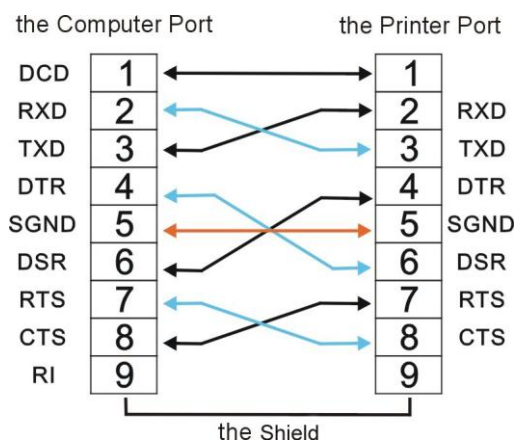 the Computer Port the Printer Port
DCD 1 1
RXD 2 2 RXD
TXD 3 3 TXD
DTR 4 4 DTR
SGND 5 5 SGND
DSR 6 6 DSR
RTS 7 7 RTS
CTS 8 8 CTS
RI 9 9
the Shield